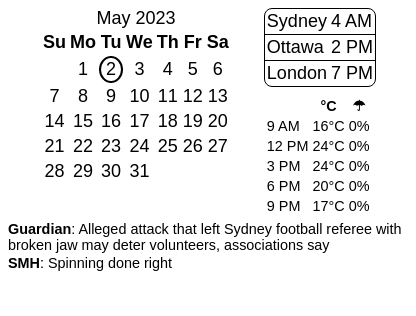 May 2023
Su Mo Tu We Th Fr Sa
1 2 3 4 5 6
7 8 9 10 11 12 13
14 15 16 17 18 19 20
21 22 23 24 25 26 27
28 29 30 31
Sydney 4 AM
Ottawa 2 PM
London 7 PM
°C ☂
9 AM 16°C 0%
12 PM 24°C 0%
3 PM 24°C 0%
6 PM 20°C 0%
9 PM 17°C 0%
Guardian: Alleged attack that left Sydney football referee with
broken jaw may deter volunteers, associations say
SMH: Spinning done right